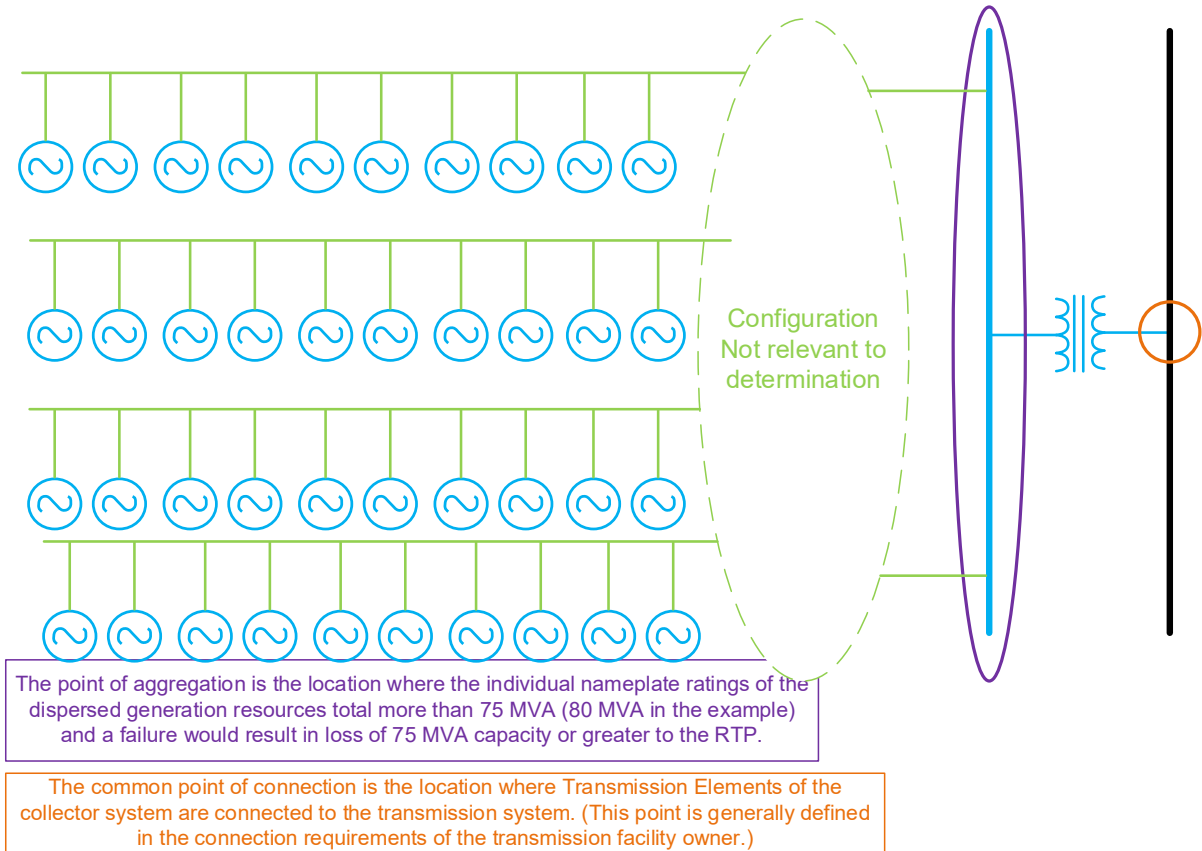 Configuration
Not relevant to
determination
The point of aggregation is the location where the individual nameplate ratings of the
dispersed generation resources total more than 75 MVA (80 MVA in the example)
and a failure would result in loss of 75 MVA capacity or greater to the RTP.
The common point of connection is the location where Transmission Elements of the
collector system are connected to the transmission system. (This point is generally defined
in the connection requirements of the transmission facility owner.)